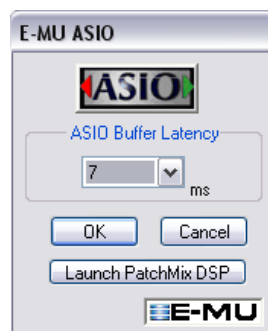 E-MU ASIO
ASIO
ASIO Buffer Latency
7
ms
OK
Cancel
Launch PatchMix DSP
E-MU